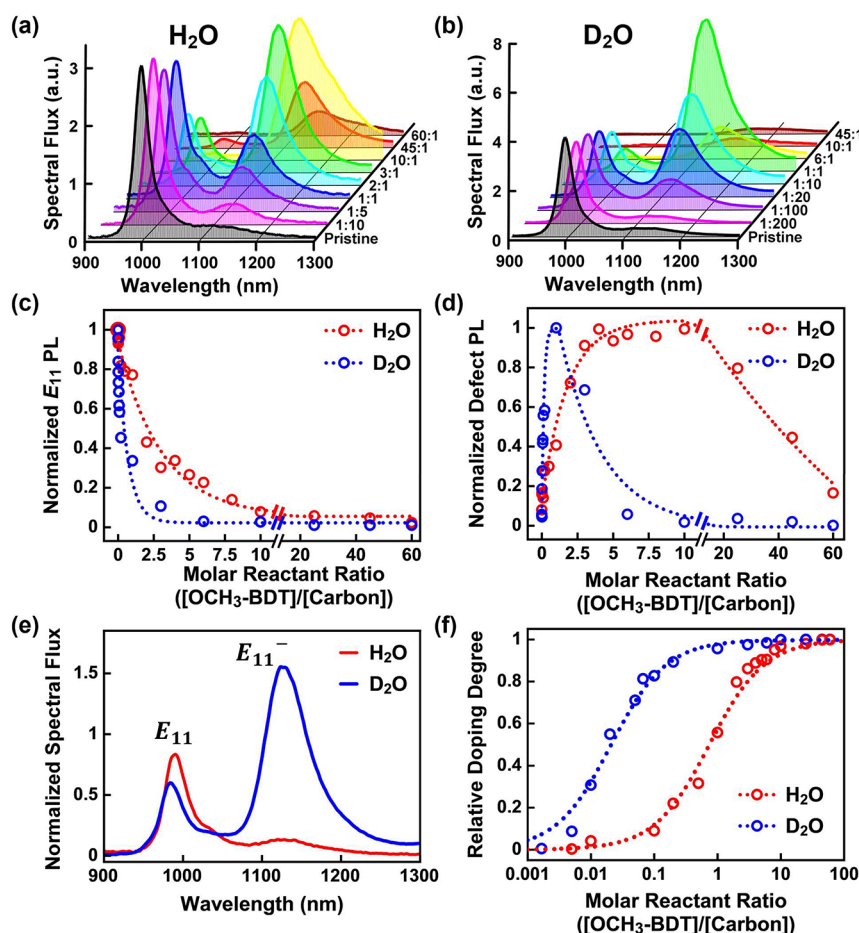 (a)
H₂O
Spectral Flux (a.u.)
3
2
1
0
900 1000 1100 1200 1300
Wavelength (nm)
60:1
45:1
10:1
3:1
2:1
1:1
1:5
1:10
Pristine
(b)
D₂O
Spectral Flux (a.u.)
8
6
4
2
0
900 1000 1100 1200 1300
Wavelength (nm)
45:1
10:1
6:1
1:1
1:10
1:20
1:100
1:200
Pristine
(c)
Normalized E₁₁ PL
1
0.8
0.6
0.4
0.2
0
H₂O
D₂O
0 2.5 5 7.5 10 20 40 60
Molar Reactant Ratio
([OCH₃-BDT]/[Carbon])
(d)
Normalized Defect PL
1
0.8
0.6
0.4
0.2
0
H₂O
D₂O
0 2.5 5 7.5 10 20 40 60
Molar Reactant Ratio
([OCH₃-BDT]/[Carbon])
(e)
Normalized Spectral Flux
1.5
1
0.5
0
E₁₁
E₁₁⁻
H₂O
D₂O
900 1000 1100 1200 1300
Wavelength (nm)
(f)
Relative Doping Degree
1
0.8
0.6
0.4
0.2
0
H₂O
D₂O
0.001 0.01 0.1 1 10 100
Molar Reactant Ratio
([OCH₃-BDT]/[Carbon])